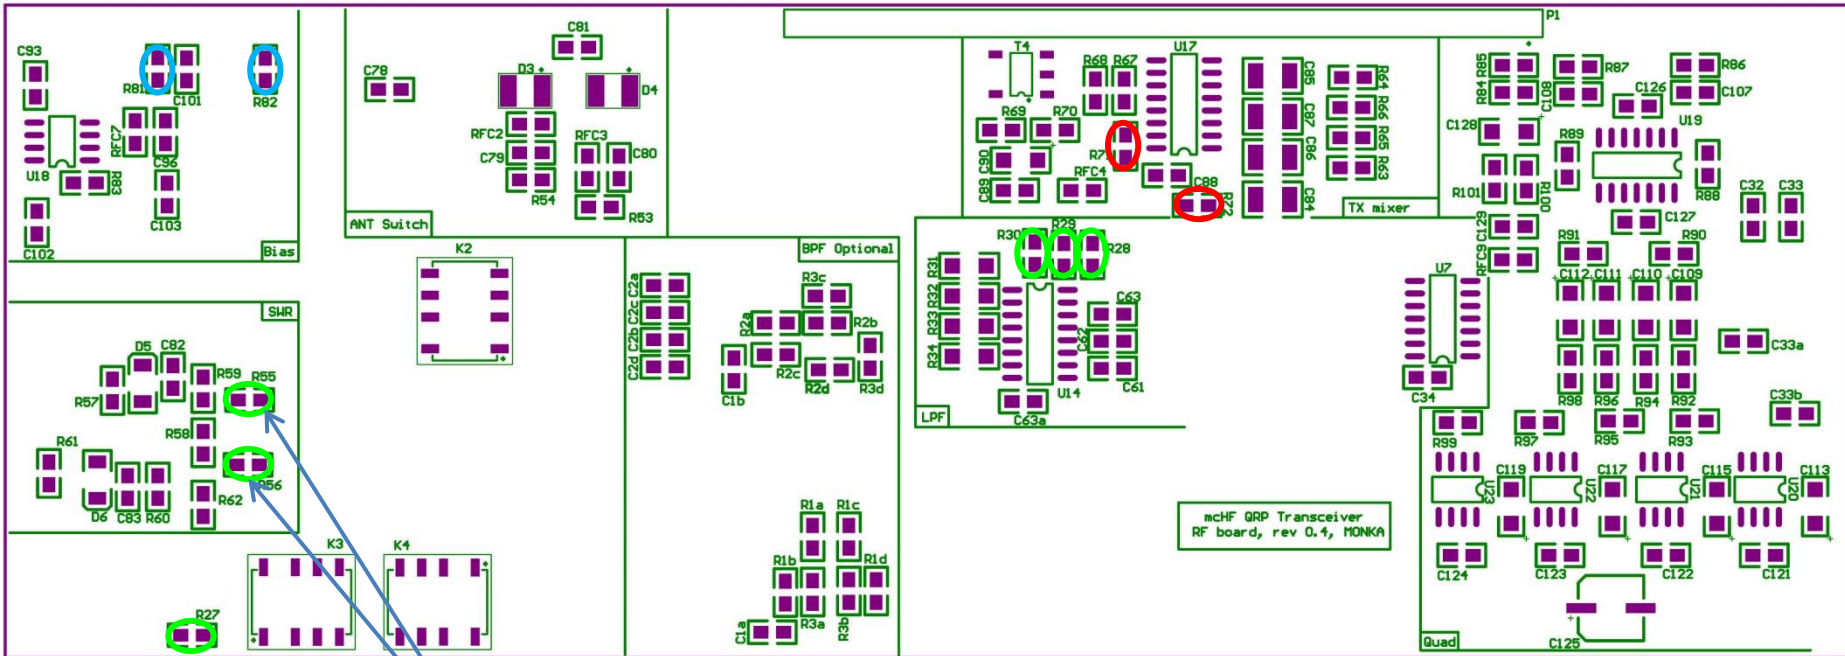 P1
C93
R81
C101
R82
RFC7
C96
U18
R83
C103
C102
Bias
C81
C78
D3
D4
RFC2
RFC3
C79
C80
R54
R53
ANT Switch
K2
BPF Optional
C2a
C2c
C2b
C2d
R3c
R2a
R2b
R2c
R2d
R3d
C1b
SWR
D5
C82
R59
R55
R57
R58
R61
R56
R62
D6
C83
R60
K3
K4
R27
R1a
R1c
R1b
R1d
R3a
R3b
C1a
T4
R68
R67
U17
C85
R64
R69
R70
C87
R66
R65
C90
R71
C86
R63
C89
RFC4
C88
R72
C84
TX mixer
R30
R29
R28
R31
R32
R33
R34
C63
C62
C61
U14
C63a
LPF
R85
R84
R87
C108
R86
C107
C126
C128
U19
R89
R88
R101
R100
C32
C33
C129
C127
RFC9
R91
R90
U7
C112
C111
C110
C109
C34
C33a
R98
R96
R94
R92
C33b
R99
R97
R95
R93
C119
C117
C115
C113
U23
U22
U21
U20
C124
C123
C122
C121
C125
Quad
mcHF QRP Transceiver
RF board, rev 0.4, MONKA